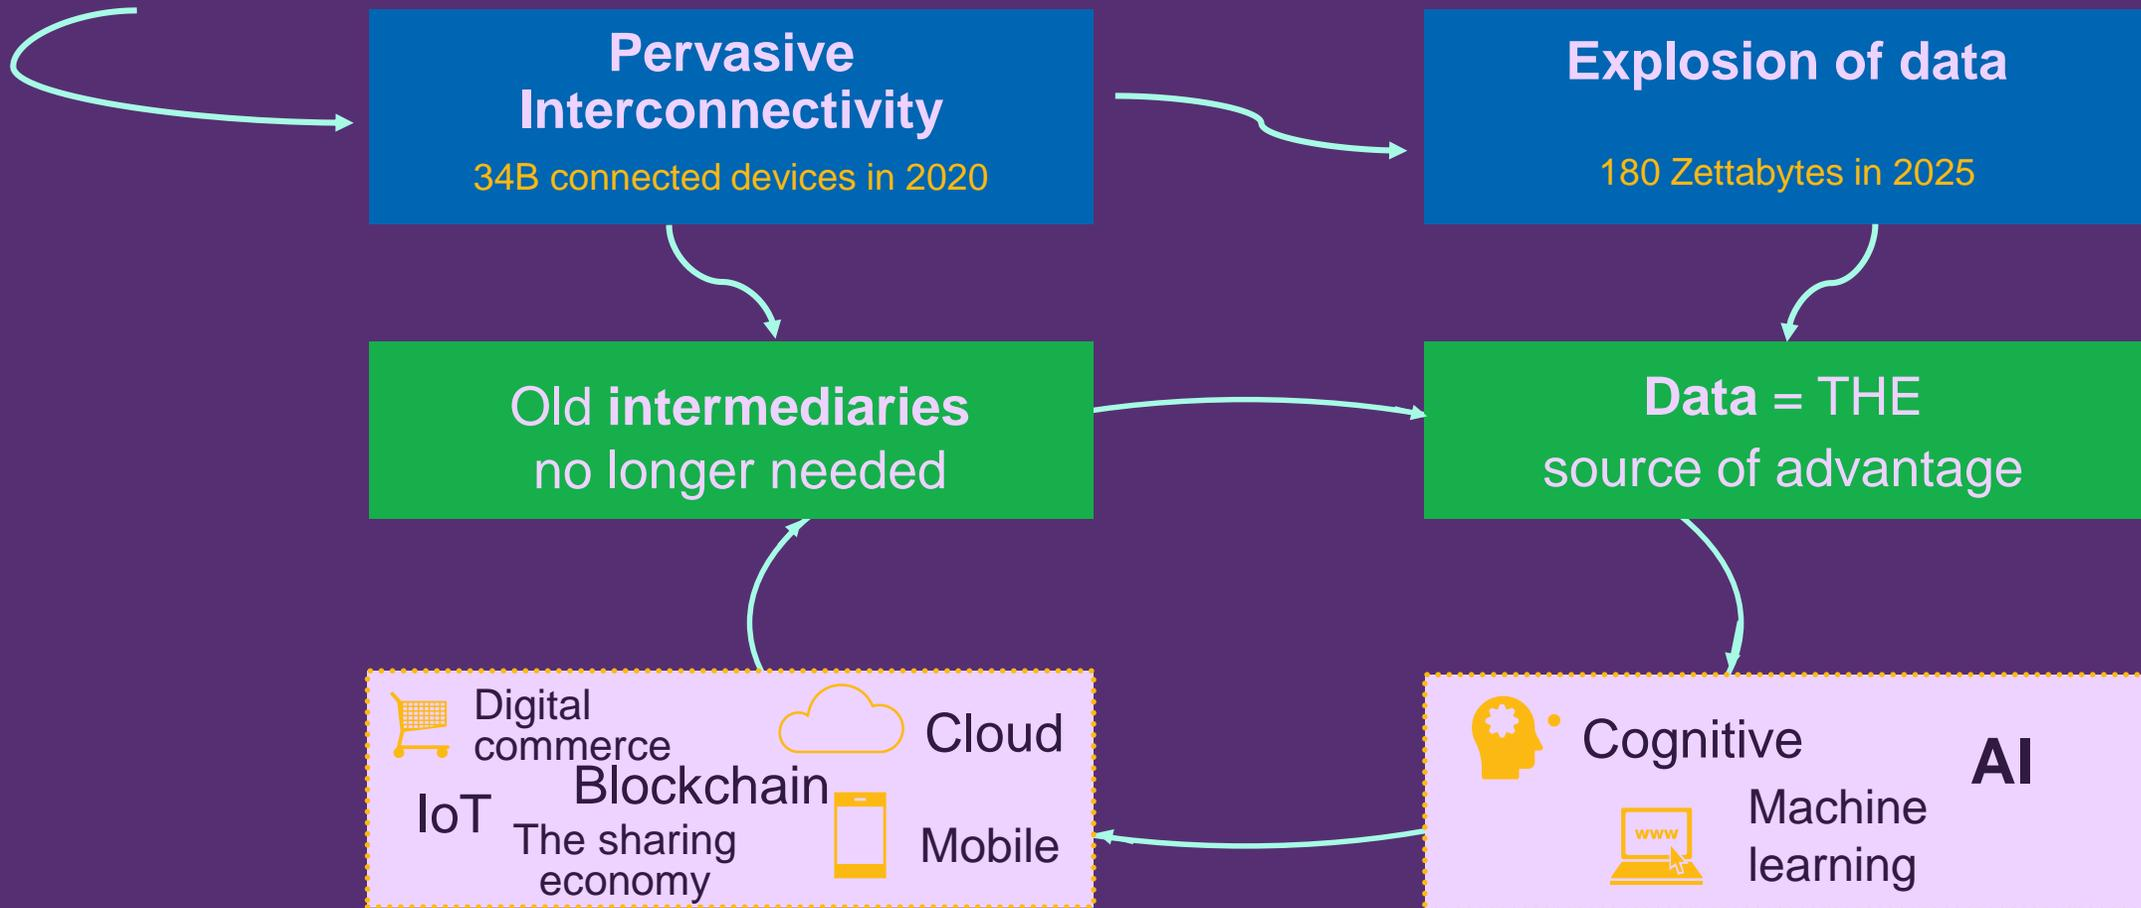 Pervasive
Interconnectivity
34B connected devices in 2020
Explosion of data
180 Zettabytes in 2025
Old intermediaries
no longer needed
Data = THE
source of advantage
Digital
commerce
Cloud
Blockchain
IoT
The sharing
economy
Mobile
Cognitive
AI
Machine
learning
www